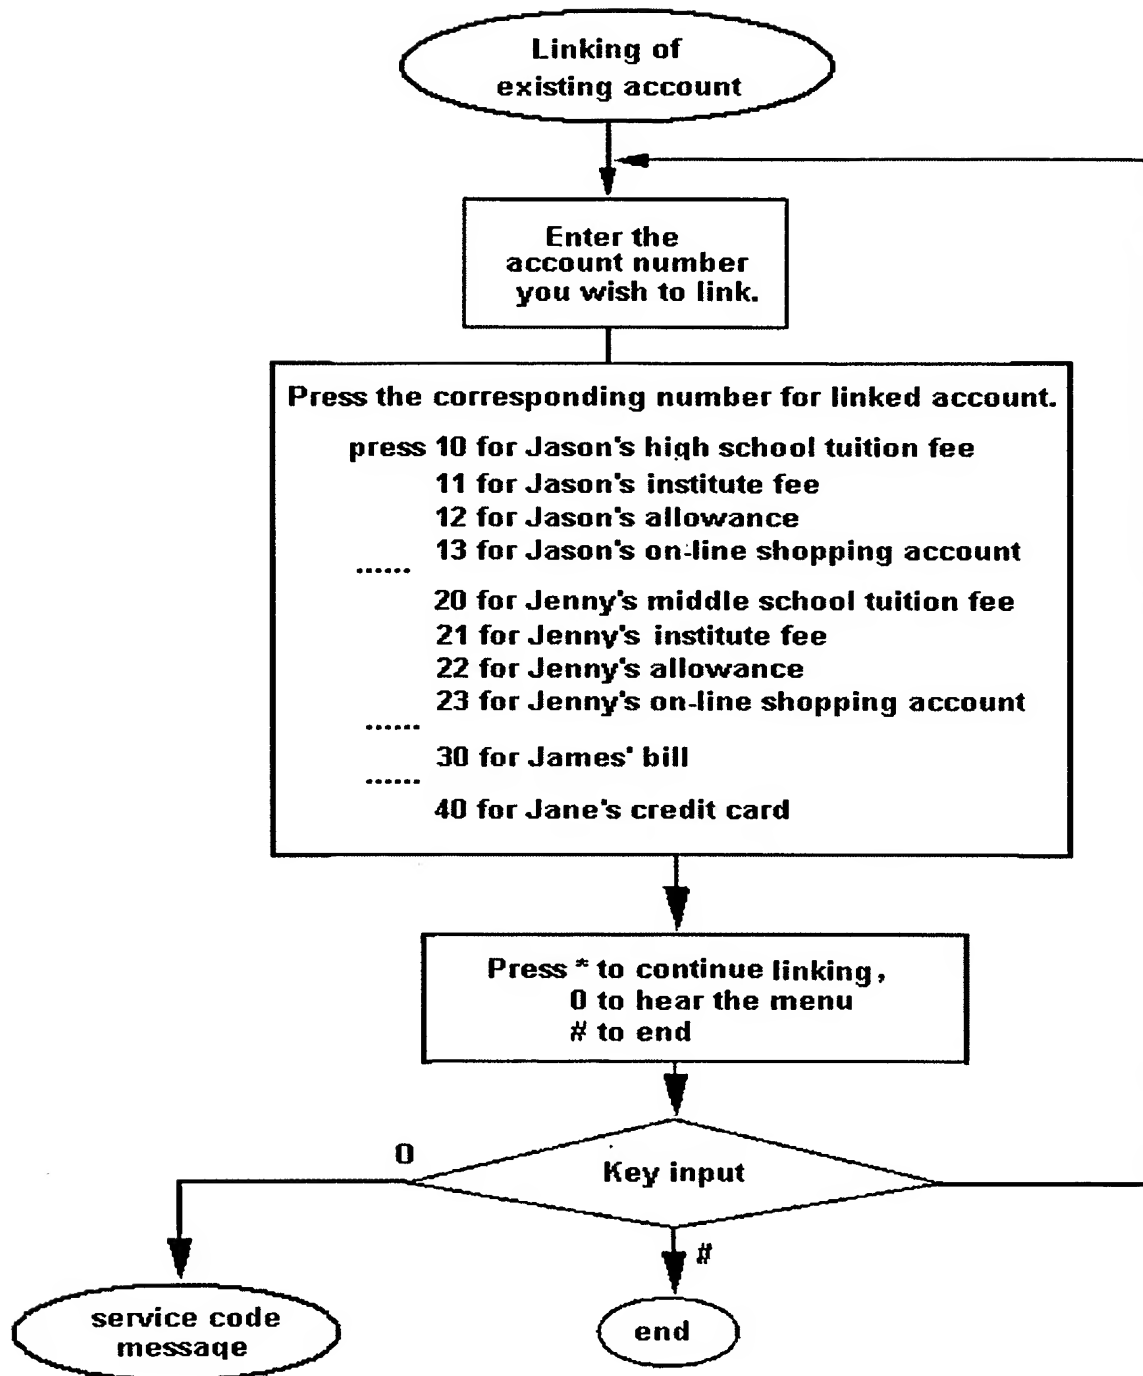 Linking of
existing account
Enter the
account number
you wish to link.
Press the corresponding number for linked account.
press 10 for Jason's high school tuition fee
11 for Jason's institute fee
12 for Jason's allowance
13 for Jason's on-line shopping account
......
20 for Jenny's middle school tuition fee
21 for Jenny's institute fee
22 for Jenny's allowance
23 for Jenny's on-line shopping account
......
30 for James' bill
......
40 for Jane's credit card
Press * to continue linking,
0 to hear the menu
# to end
0
Key input
#
service code
message
end